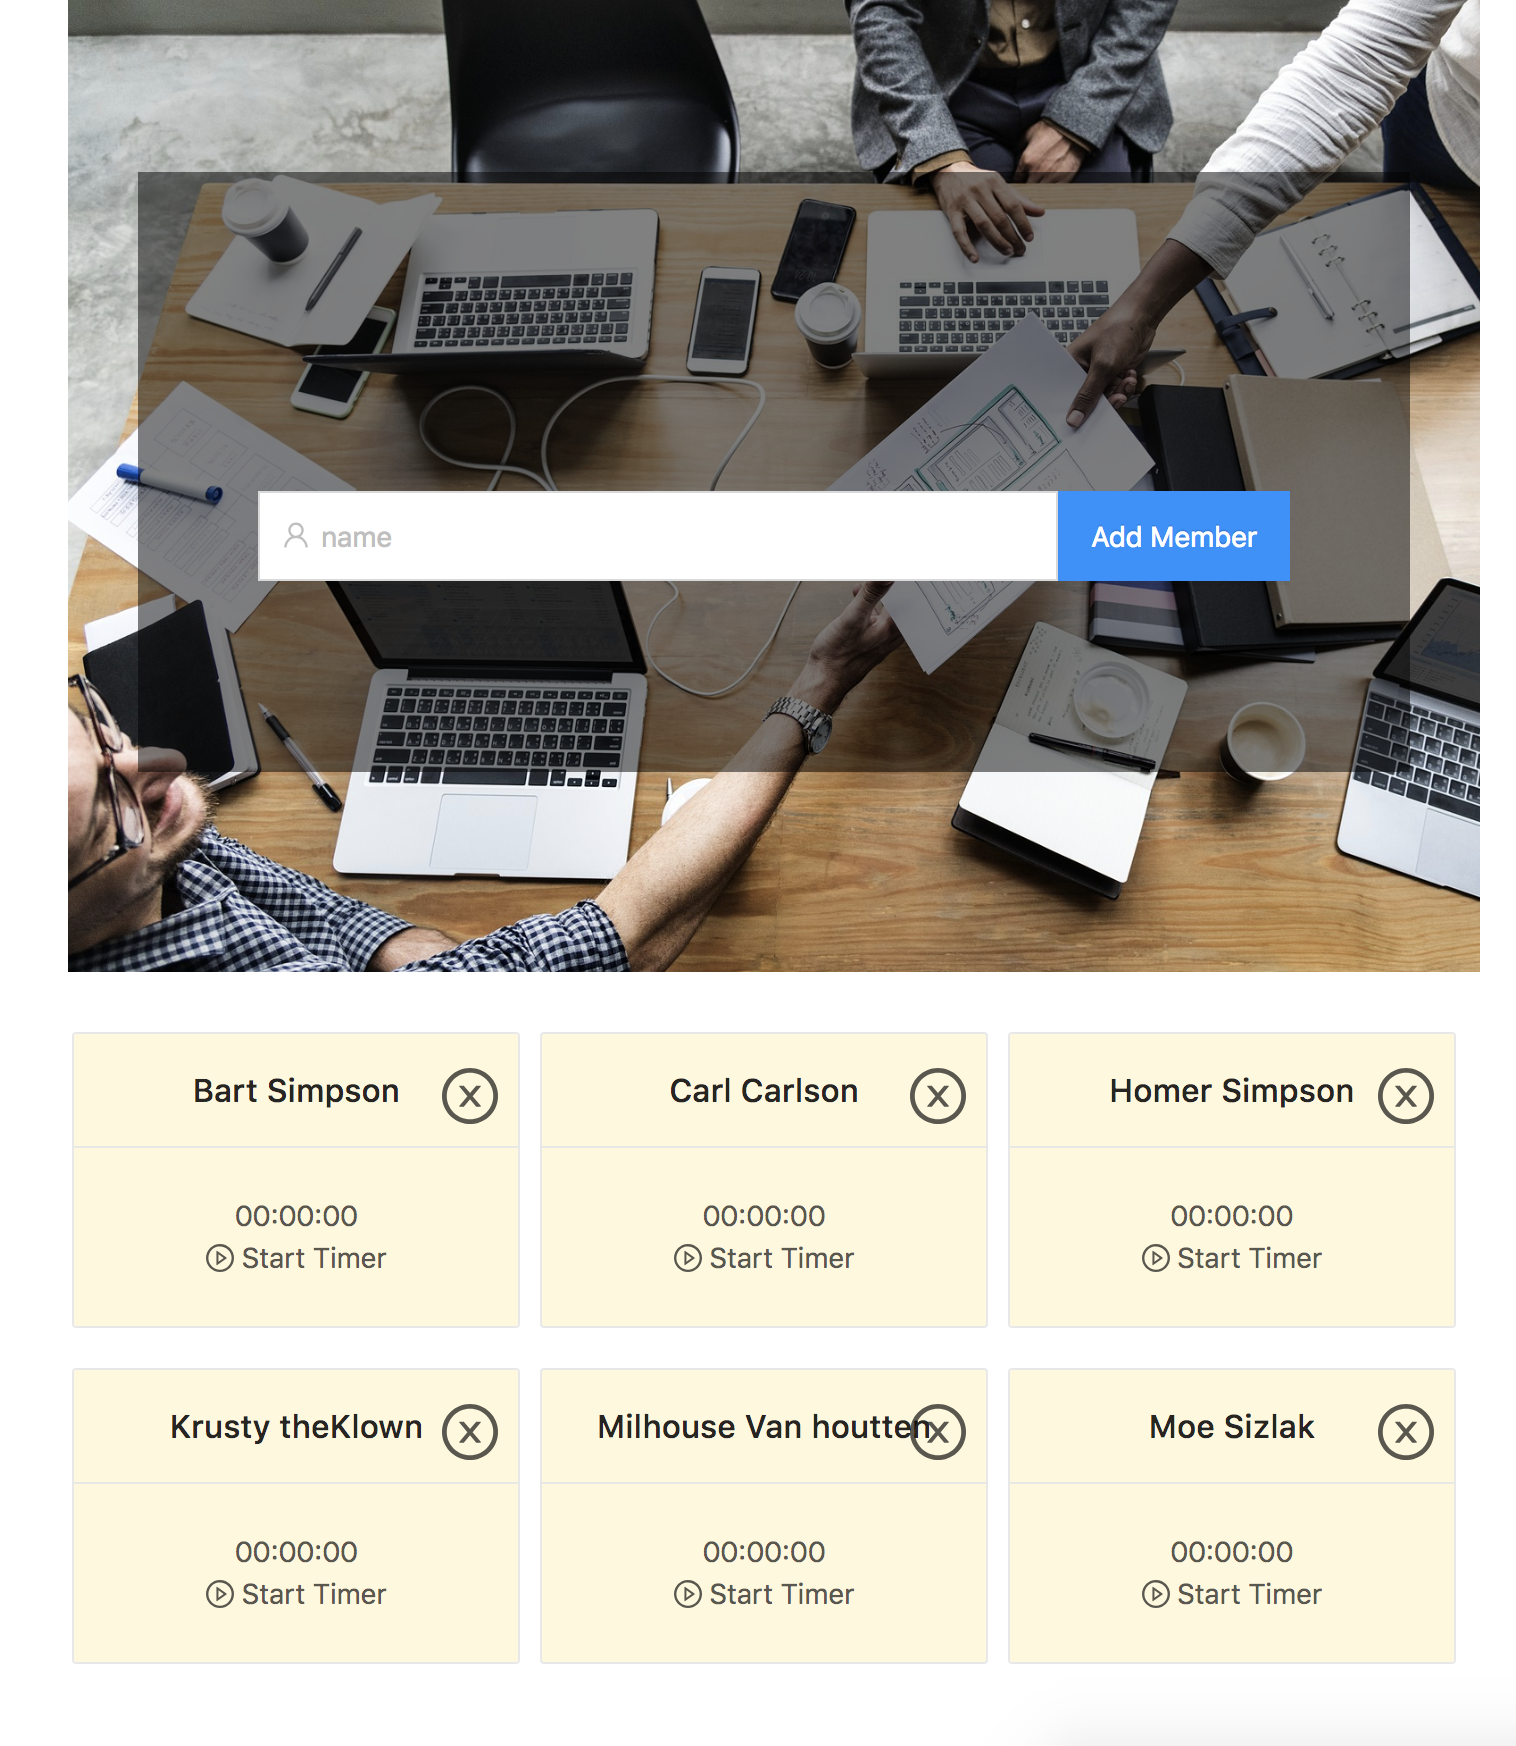 name
Add Member
Bart Simpson
X
Carl Carlson
X
Homer Simpson
X
00:00:00
Start Timer
00:00:00
Start Timer
00:00:00
Start Timer
Krusty theKlown
X
Milhouse Van houtten
X
Moe Sizlak
X
00:00:00
Start Timer
00:00:00
Start Timer
00:00:00
Start Timer